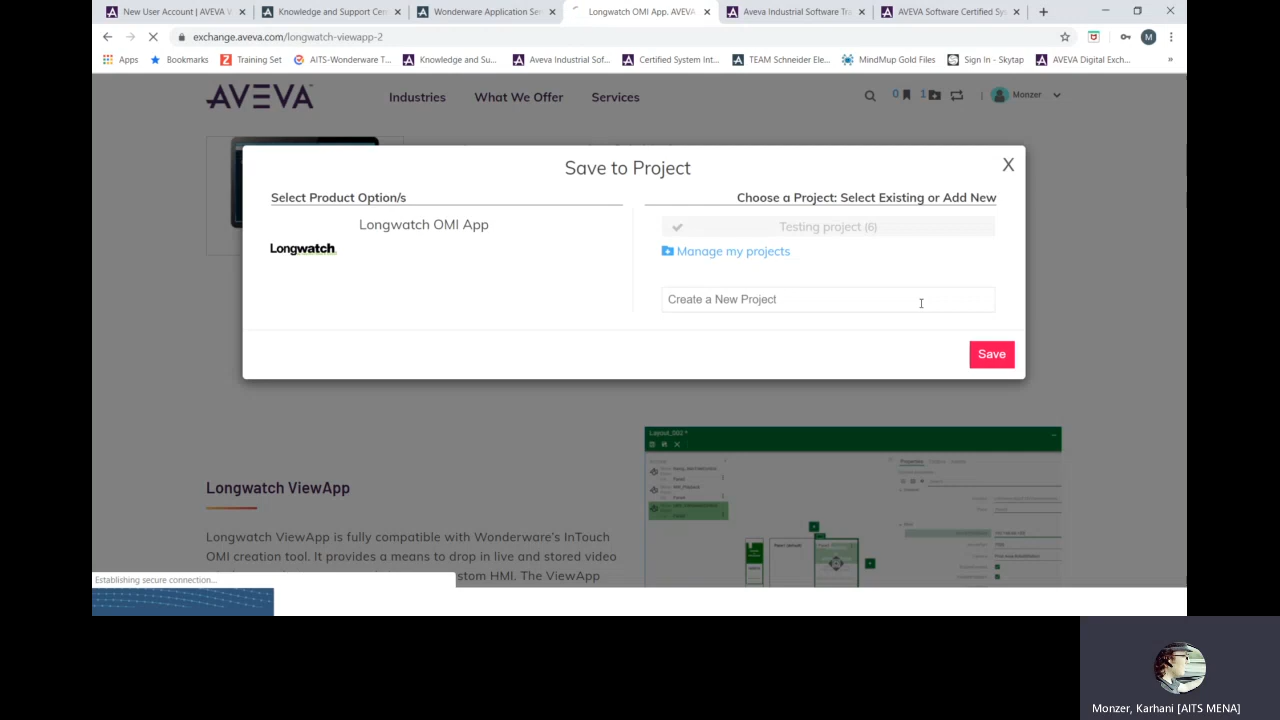 New User Account | AVEVA W
Knowledge and Support Cen
Wonderware Application Ser
Longwatch OMI App. AVEVA
Aveva Industrial Software Tra
AVEVA Software Certified Sy
exchange.aveva.com/longwatch-viewapp-2
M
Apps
Bookmarks
Training Set
AITS-Wonderware T...
Knowledge and Su...
Aveva Industrial Sof...
Certified System Int...
TEAM Schneider Ele...
MindMup Gold Files
Sign In - Skytap
AVEVA Digital Exch...
»
AVEVA
Industries
What We Offer
Services
0
1
Monzer
Save to Project
X
Select Product Option/s
Choose a Project: Select Existing or Add New
Longwatch OMI App
Testing project (6)
Longwatch
Manage my projects
Create a New Project
Save
Layout_002 *
Properties
Longwatch ViewApp
Longwatch ViewApp is fully compatible with Wonderware's InTouch
OMI creation tool. It provides a means to drop in live and stored video
stom HMI. The ViewApp
Establishing secure connection...
Monzer, Karhani [AITS MENA]